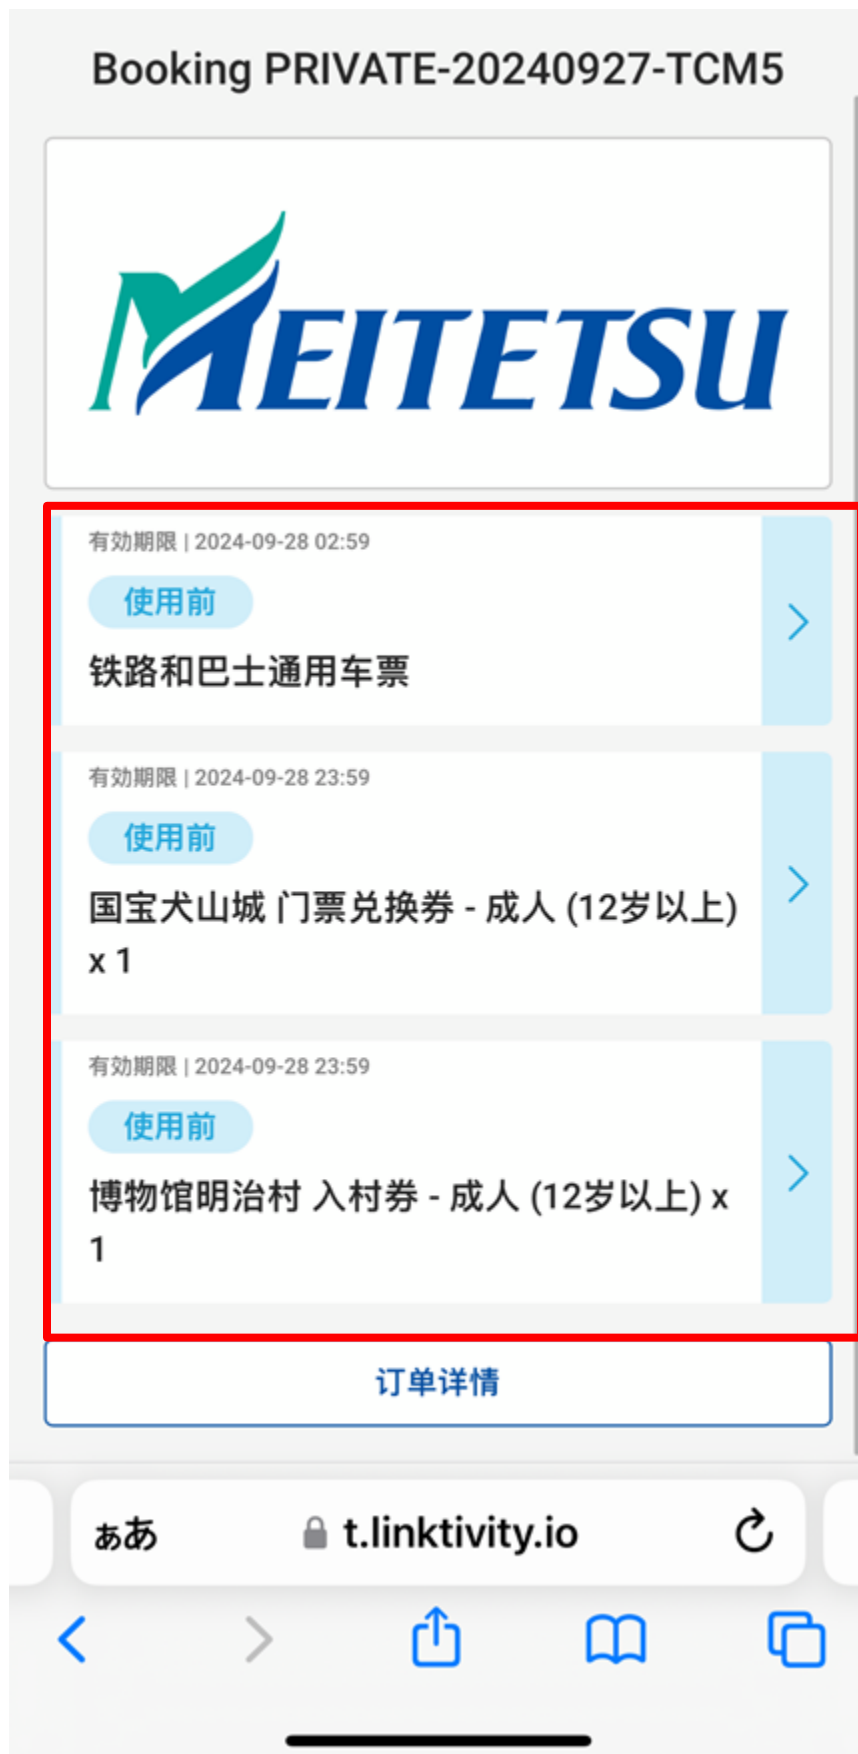 Booking PRIVATE-20240927-TCM5
MEITETSU
有効期限 | 2024-09-28 02:59
使用前
铁路和巴士通用车票
有効期限 | 2024-09-28 23:59
使用前
国宝犬山城 门票兑换券 - 成人 (12岁以上)
x 1
有効期限 | 2024-09-28 23:59
使用前
博物馆明治村 入村券 - 成人 (12岁以上) x
1
订单详情
ぁあ t.linktivity.io